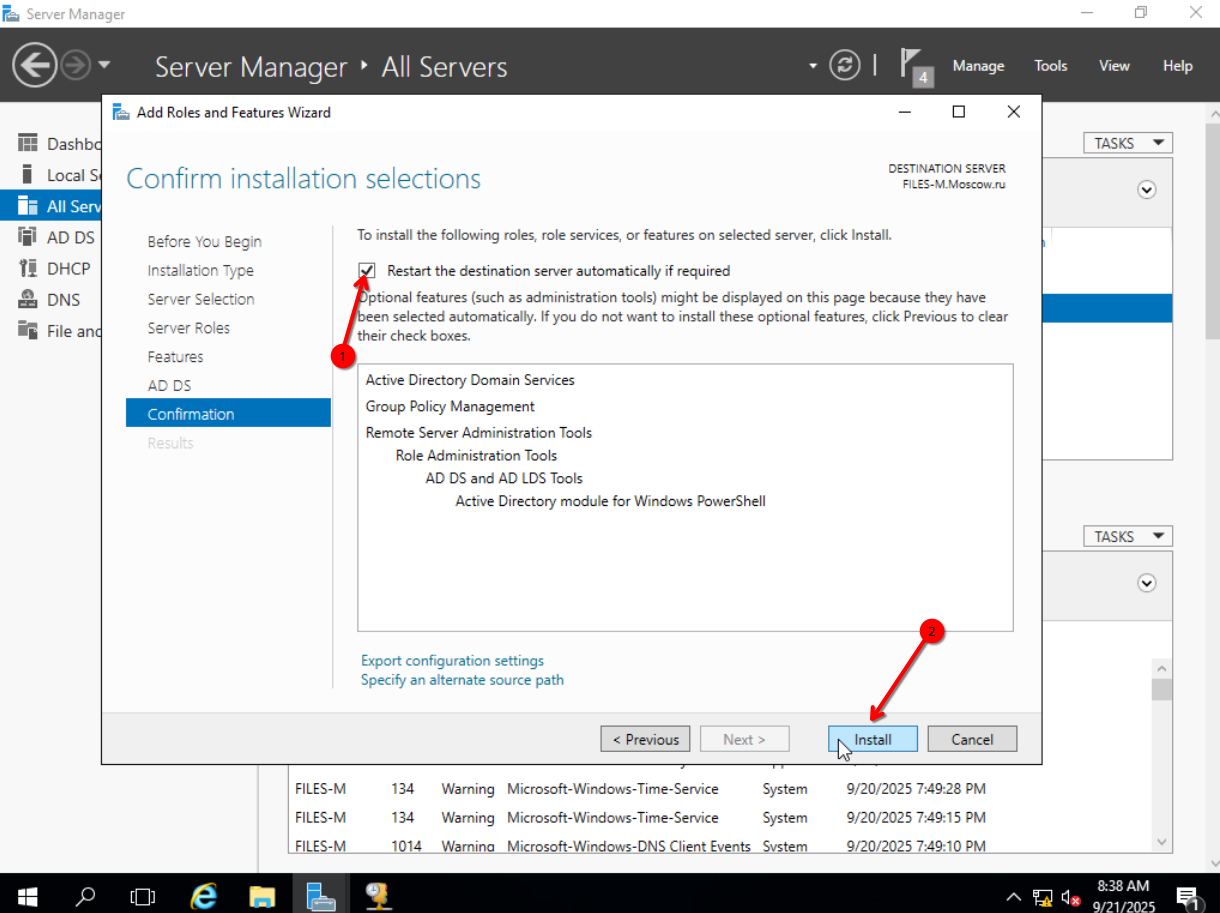 Server Manager
Server Manager ‣ All Servers
4
Manage
Tools
View
Help
Add Roles and Features Wizard
Dashbo
Local Se
All Serv
AD DS
DHCP
DNS
File and
TASKS
Confirm installation selections
DESTINATION SERVER
FILES-M.Moscow.ru
Before You Begin
Installation Type
Server Selection
Server Roles
Features
AD DS
Confirmation
Results
To install the following roles, role services, or features on selected server, click Install.
Restart the destination server automatically if required
Optional features (such as administration tools) might be displayed on this page because they have
been selected automatically. If you do not want to install these optional features, click Previous to clear
their check boxes.
1
Active Directory Domain Services
Group Policy Management
Remote Server Administration Tools
Role Administration Tools
AD DS and AD LDS Tools
Active Directory module for Windows PowerShell
TASKS
2
Export configuration settings
Specify an alternate source path
< Previous
Next >
Install
Cancel
FILES-M 134 Warning Microsoft-Windows-Time-Service System 9/20/2025 7:49:28 PM
FILES-M 134 Warning Microsoft-Windows-Time-Service System 9/20/2025 7:49:15 PM
FILES-M 1014 Warning Microsoft-Windows-DNS Client Events System 9/20/2025 7:49:10 PM
8:38 AM
9/21/2025
1